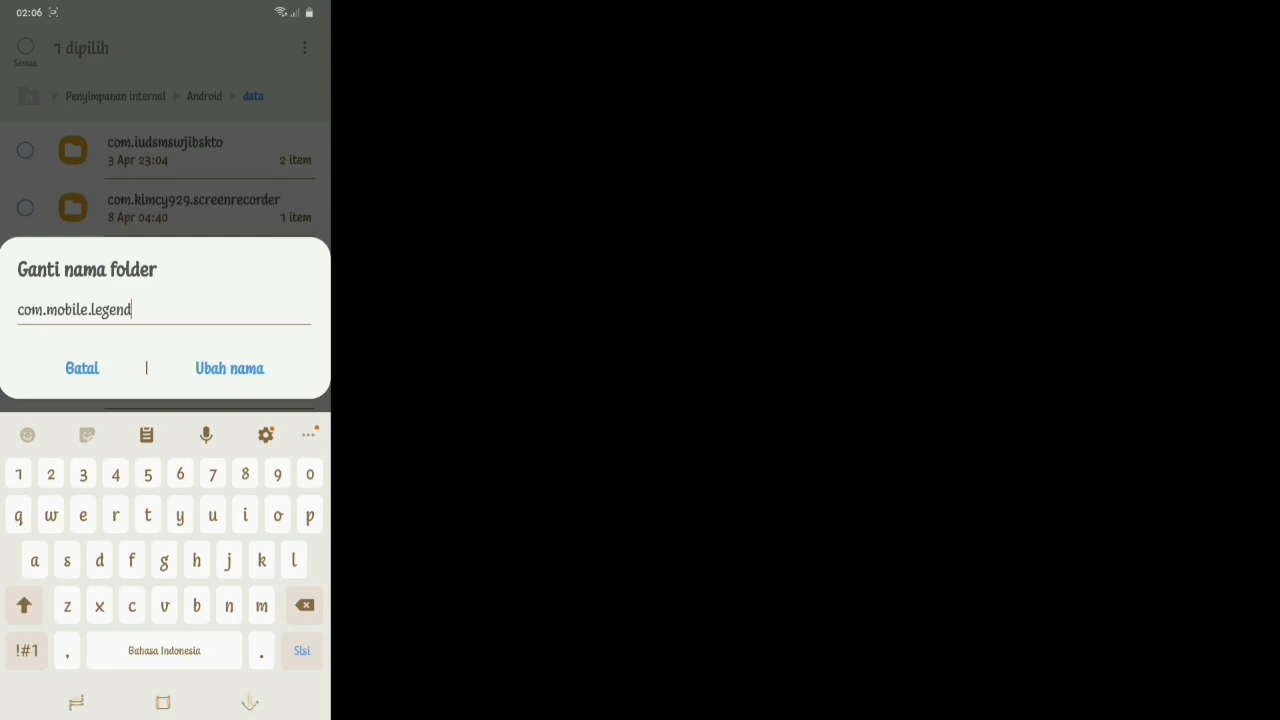 02:06
Semua
1 dipilih
Penyimpanan internal
Android
data
com.iudsmswjibskto
3 Apr 23:04
2 item
com.kimcy929.screenrecorder
8 Apr 04:40
1 item
Ganti nama folder
com.mobile.legend
Batal | Ubah nama
1 2 3 4 5 6 7 8 9 0
q w e r t y u i o p
a s d f g h j k l
z x c v b n m
!#1 , Bahasa Indonesia . Slsi